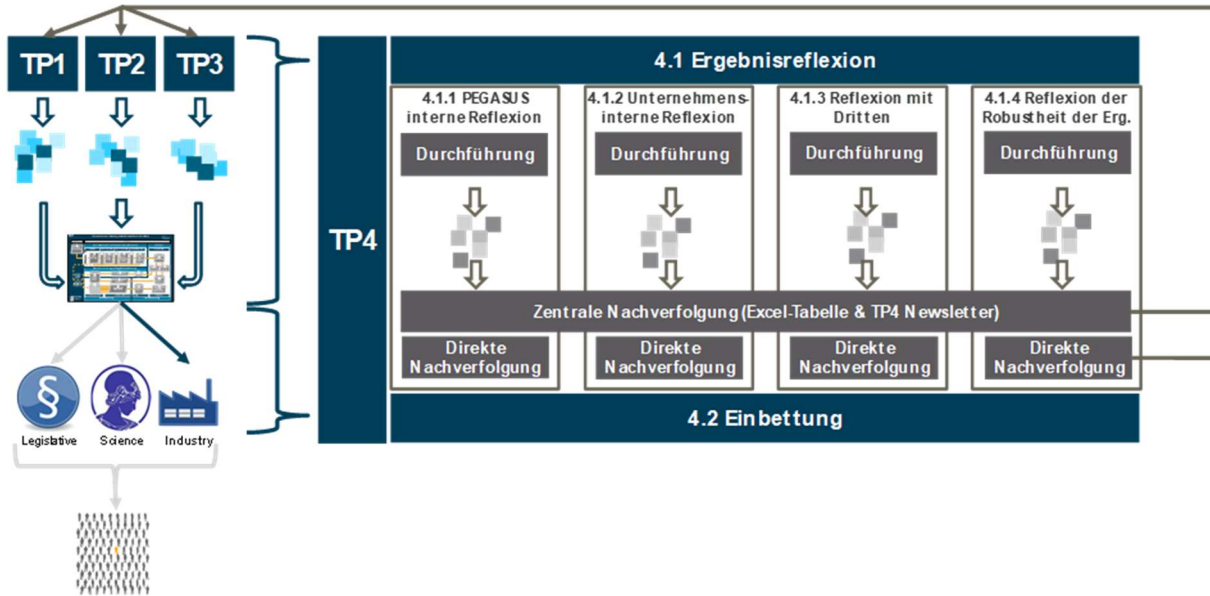 TP1
TP2
TP3
TP4
4.1 Ergebnisreflexion
4.1.1 PEGASUS
interne Reflexion
4.1.2 Unternehmens-
interne Reflexion
4.1.3 Reflexion mit
Dritten
4.1.4 Reflexion der
Robustheit der Erg.
Durchführung
Durchführung
Durchführung
Durchführung
Zentrale Nachverfolgung (Excel-Tabelle & TP4 Newsletter)
Direkte
Nachverfolgung
Direkte
Nachverfolgung
Direkte
Nachverfolgung
Direkte
Nachverfolgung
4.2 Einbettung
§
Legislative
Science
Industry